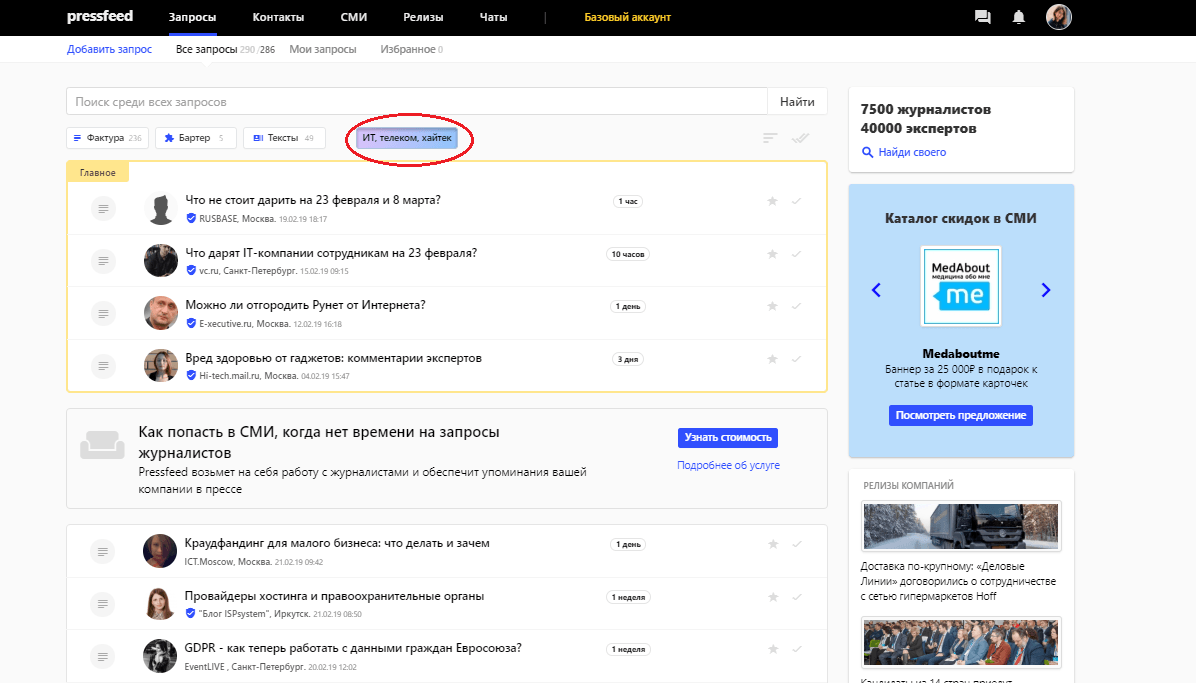 pressfeed
Запросы
Контакты
СМИ
Релизы
Чаты
Базовый аккаунт
Добавить запрос
Все запросы 290/286
Мои запросы
Избранное 0
Поиск среди всех запросов
Найти
Фактура 236
Бартер 5
Тексты 49
ИТ, телеком, хайтек
Главное
Что не стоит дарить на 23 февраля и 8 марта?
RUSBASE, Москва. 19.02.19 18:17
1 час
Что дарят IT-компании сотрудникам на 23 февраля?
vc.ru, Санкт-Петербург. 15.02.19 09:15
10 часов
Можно ли отгородить Рунет от Интернета?
E-xecutive.ru, Москва. 12.02.19 16:18
1 день
Вред здоровью от гаджетов: комментарии экспертов
Hi-tech.mail.ru, Москва. 04.02.19 15:47
3 дня
Как попасть в СМИ, когда нет времени на запросы
журналистов
Pressfeed возьмет на себя работу с журналистами и обеспечит упоминания вашей
компании в прессе
Узнать стоимость
Подробнее об услуге
Краудфандинг для малого бизнеса: что делать и зачем
ICT.Moscow, Москва. 21.02.19 09:42
1 день
Провайдеры хостинга и правоохранительные органы
"Блог ISPsystem", Иркутск. 21.02.19 08:50
1 неделя
GDPR - как теперь работать с данными граждан Евросоюза?
EventLIVE , Санкт-Петербург. 20.02.19 12:02
1 неделя
7500 журналистов
40000 экспертов
Найди своего
Каталог скидок в СМИ
MedAbout
медицина обо мне
me
Medaboutme
Баннер за 25 000₽ в подарок к
статье в формате карточек
Посмотреть предложение
РЕЛИЗЫ КОМПАНИЙ
Доставка по-крупному: «Деловые
Линии» договорились о сотрудничестве
с сетью гипермаркетов Hoff
Кандидаты из 14 стран приедут